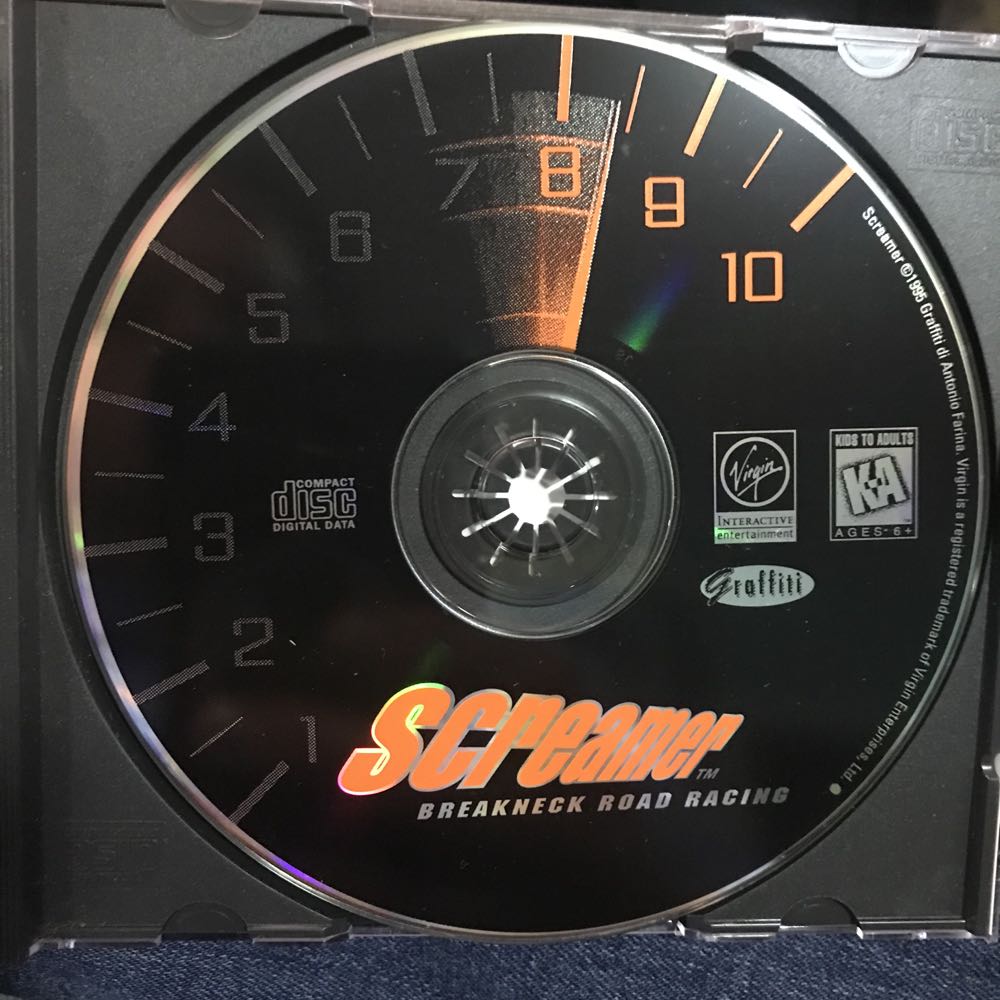 8
7
9
6
10
5
4
3
2
1
COMPACT
disc
DIGITAL DATA
Virgin
INTERACTIVE
entertainment
KIDS TO ADULTS
K-A
AGES 6+
Graffiti
Screamer ©1995 Graffiti di Antonio Farina. Virgin is a registered trademark of Virgin Enterprises, Ltd.
Screamer™
BREAKNECK ROAD RACING